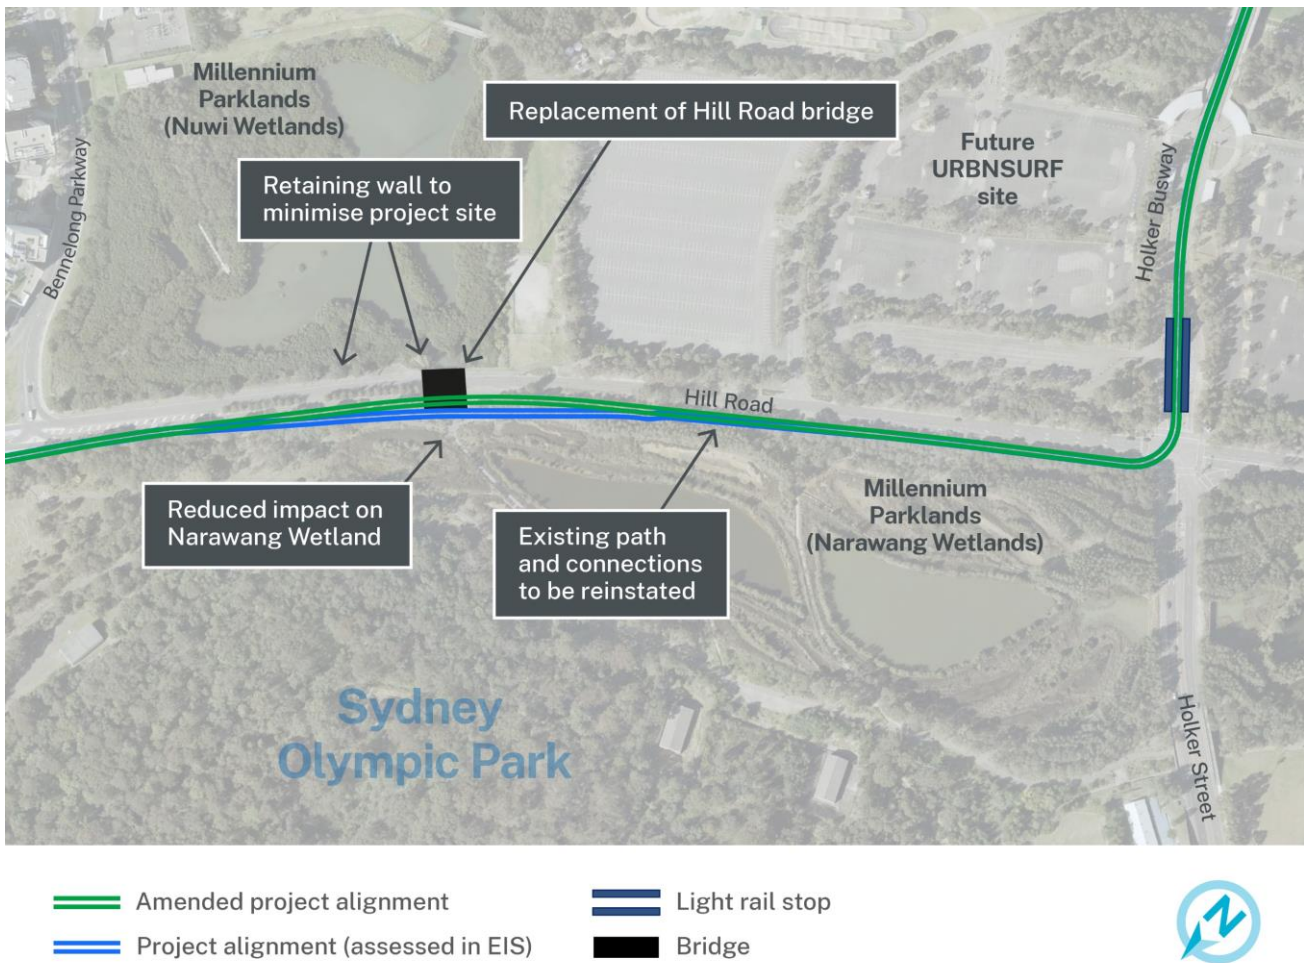 Millennium
Parklands
(Nuwi Wetlands)
Replacement of Hill Road bridge
Future
URBNSURF
site
Retaining wall to
minimise project site
Bennelong Parkway
Holker Busway
Hill Road
Reduced impact on
Narawang Wetland
Existing path
and connections
to be reinstated
Millennium
Parklands
(Narawang Wetlands)
Sydney
Olympic Park
Holker Street
Amended project alignment
Light rail stop
Project alignment (assessed in EIS)
Bridge
N